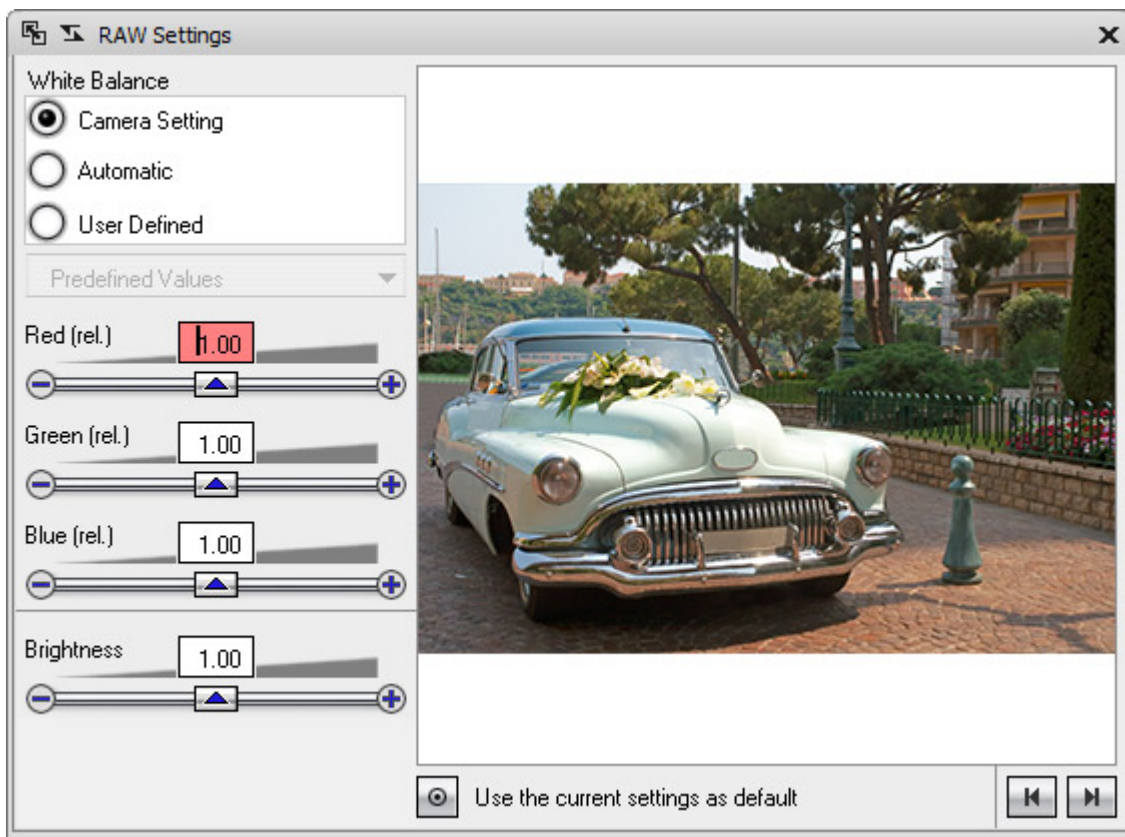 RAW Settings
White Balance
Camera Setting
Automatic
User Defined
Predefined Values
Red (rel.)
1.00
Green (rel.)
1.00
Blue (rel.)
1.00
Brightness
1.00
Use the current settings as default